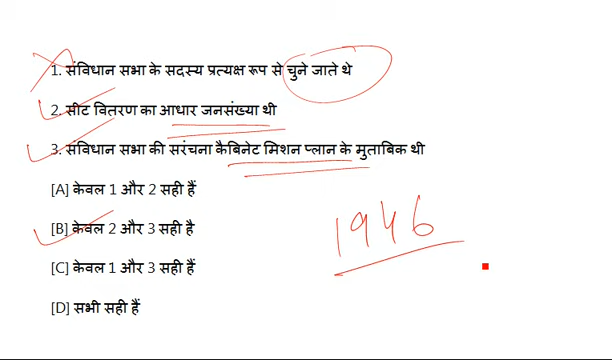 1. संविधान सभा के सदस्य प्रत्यक्ष रूप से चुने जाते थे
2. सीट वितरण का आधार जनसंख्या थी
3. संविधान सभा की सरंचना कैबिनेट मिशन प्लान के मुताबिक थी
[A] केवल 1 और 2 सही हैं
[B] केवल 2 और 3 सही है
1946
[C] केवल 1 और 3 सही हैं
[D] सभी सही हैं